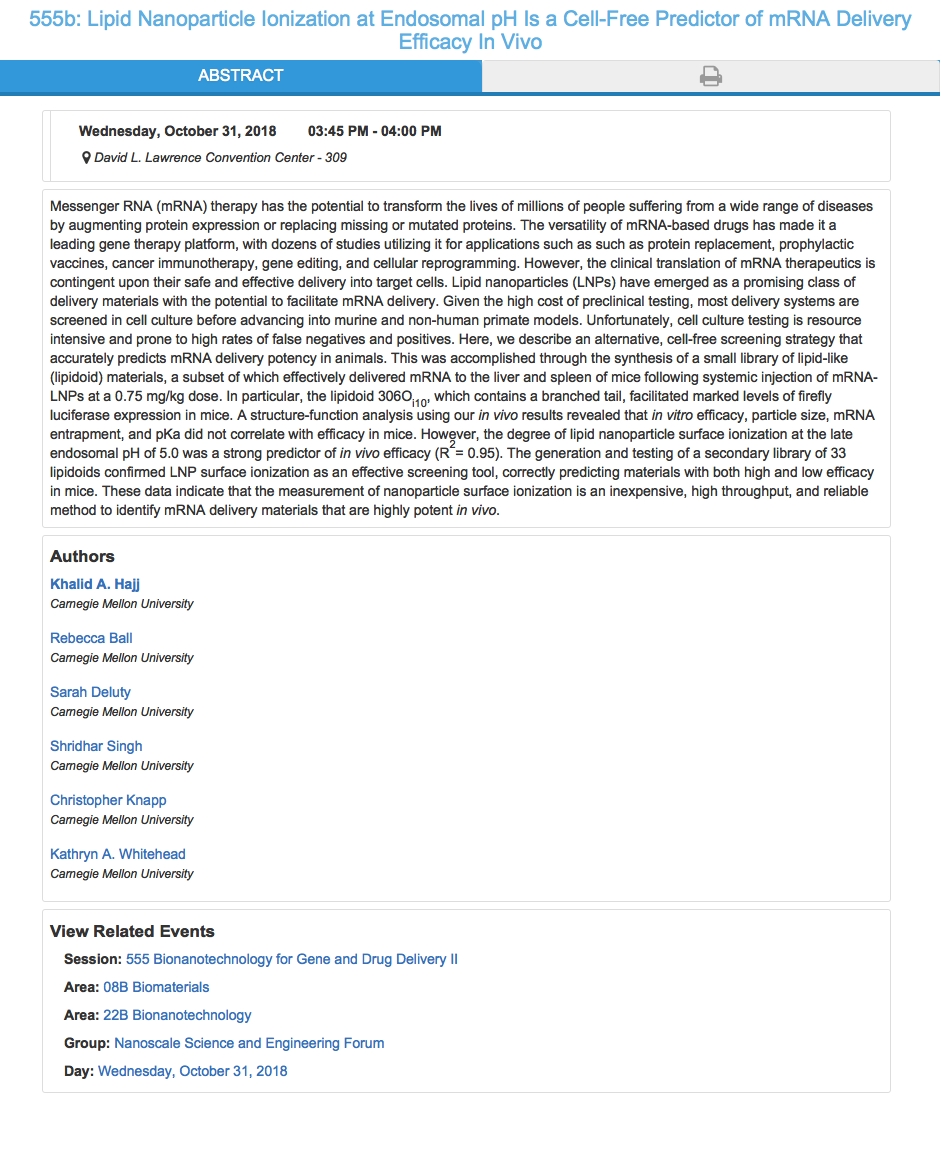 555b: Lipid Nanoparticle Ionization at Endosomal pH Is a Cell-Free Predictor of mRNA Delivery
Efficacy In Vivo
ABSTRACT
Wednesday, October 31, 2018 03:45 PM - 04:00 PM
David L. Lawrence Convention Center - 309
Messenger RNA (mRNA) therapy has the potential to transform the lives of millions of people suffering from a wide range of diseases
by augmenting protein expression or replacing missing or mutated proteins. The versatility of mRNA-based drugs has made it a
leading gene therapy platform, with dozens of studies utilizing it for applications such as such as protein replacement, prophylactic
vaccines, cancer immunotherapy, gene editing, and cellular reprogramming. However, the clinical translation of mRNA therapeutics is
contingent upon their safe and effective delivery into target cells. Lipid nanoparticles (LNPs) have emerged as a promising class of
delivery materials with the potential to facilitate mRNA delivery. Given the high cost of preclinical testing, most delivery systems are
screened in cell culture before advancing into murine and non-human primate models. Unfortunately, cell culture testing is resource
intensive and prone to high rates of false negatives and positives. Here, we describe an alternative, cell-free screening strategy that
accurately predicts mRNA delivery potency in animals. This was accomplished through the synthesis of a small library of lipid-like
(lipidoid) materials, a subset of which effectively delivered mRNA to the liver and spleen of mice following systemic injection of mRNA-
LNPs at a 0.75 mg/kg dose. In particular, the lipidoid 306O<sub>i10</sub>, which contains a branched tail, facilitated marked levels of firefly
luciferase expression in mice. A structure-function analysis using our in vivo results revealed that in vitro efficacy, particle size, mRNA
entrapment, and pKa did not correlate with efficacy in mice. However, the degree of lipid nanoparticle surface ionization at the late
endosomal pH of 5.0 was a strong predictor of in vivo efficacy (R<sup>2</sup>= 0.95). The generation and testing of a secondary library of 33
lipidoids confirmed LNP surface ionization as an effective screening tool, correctly predicting materials with both high and low efficacy
in mice. These data indicate that the measurement of nanoparticle surface ionization is an inexpensive, high throughput, and reliable
method to identify mRNA delivery materials that are highly potent in vivo.
Authors
Khalid A. Hajj
Carnegie Mellon University
Rebecca Ball
Carnegie Mellon University
Sarah Deluty
Carnegie Mellon University
Shridhar Singh
Carnegie Mellon University
Christopher Knapp
Carnegie Mellon University
Kathryn A. Whitehead
Carnegie Mellon University
View Related Events
Session: 555 Bionanotechnology for Gene and Drug Delivery II
Area: 08B Biomaterials
Area: 22B Bionanotechnology
Group: Nanoscale Science and Engineering Forum
Day: Wednesday, October 31, 2018